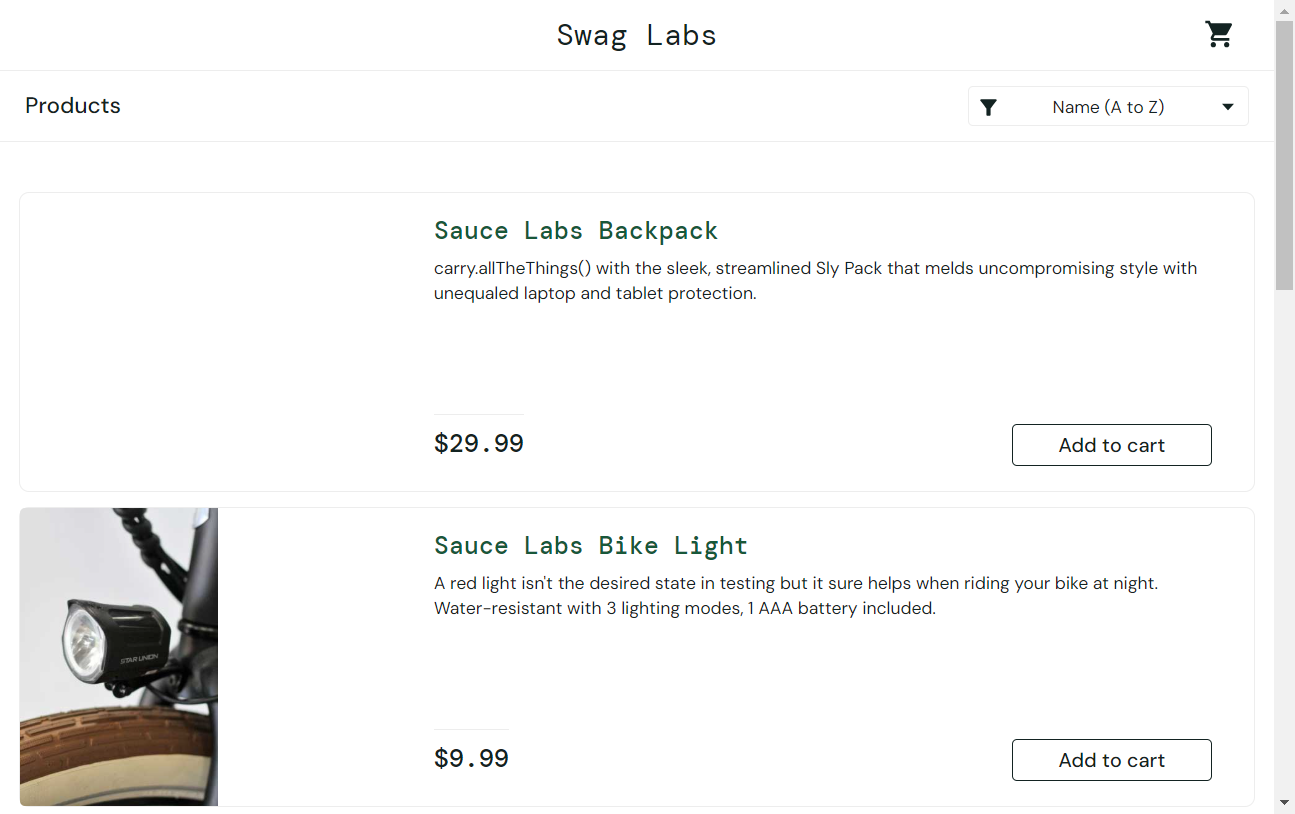 Swag Labs
Products
Name (A to Z)
Sauce Labs Backpack
carry.allTheThings() with the sleek, streamlined Sly Pack that melds uncompromising style with
unequaled laptop and tablet protection.
$29.99
Add to cart
Sauce Labs Bike Light
A red light isn't the desired state in testing but it sure helps when riding your bike at night.
Water-resistant with 3 lighting modes, 1 AAA battery included.
STAR UNION
$9.99
Add to cart